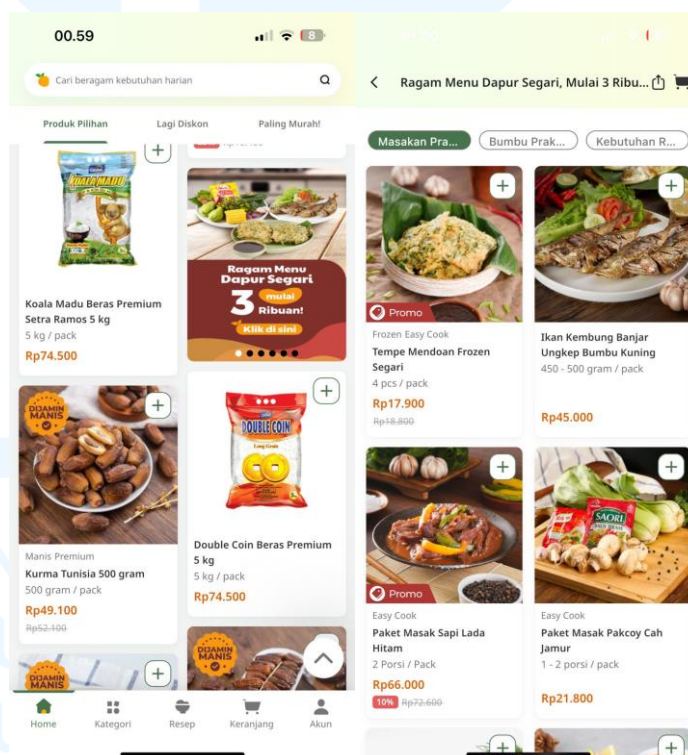 00.59
8
Cari beragam kebutuhan harian
Produk Pilihan
Lagi Diskon
Paling Murah!
KOALA MADU
Koala Madu Beras Premium
Setra Ramos 5 kg
5 kg / pack
Rp74.500
Ragam Menu
Dapur Segari
3 mulai
Ribuan!
Klik di sini
DIJAMIN
MANIS
Manis Premium
Kurma Tunisia 500 gram
500 gram / pack
Rp49.100
Rp52.100
DOUBLE COIN
Long Grain
Double Coin Beras Premium
5 kg
5 kg / pack
Rp74.500
DIJAMIN
MANIS
DIJAMIN
MANIS
Home
Kategori
Resep
Keranjang
Akun
Ragam Menu Dapur Segari, Mulai 3 Ribu...
Masakan Pra...
Bumbu Prak...
Kebutuhan R...
Promo
Frozen Easy Cook
Tempe Mendoan Frozen
Segari
4 pcs / pack
Rp17.900
Rp18.800
Ikan Kembung Banjar
Ungkep Bumbu Kuning
450 - 500 gram / pack
Rp45.000
Promo
Easy Cook
Paket Masak Sapi Lada
Hitam
2 Porsi / Pack
Rp66.000
10% Rp72.600
SAORI
Easy Cook
Paket Masak Pakcoy Cah
Jamur
1 - 2 porsi / pack
Rp21.800